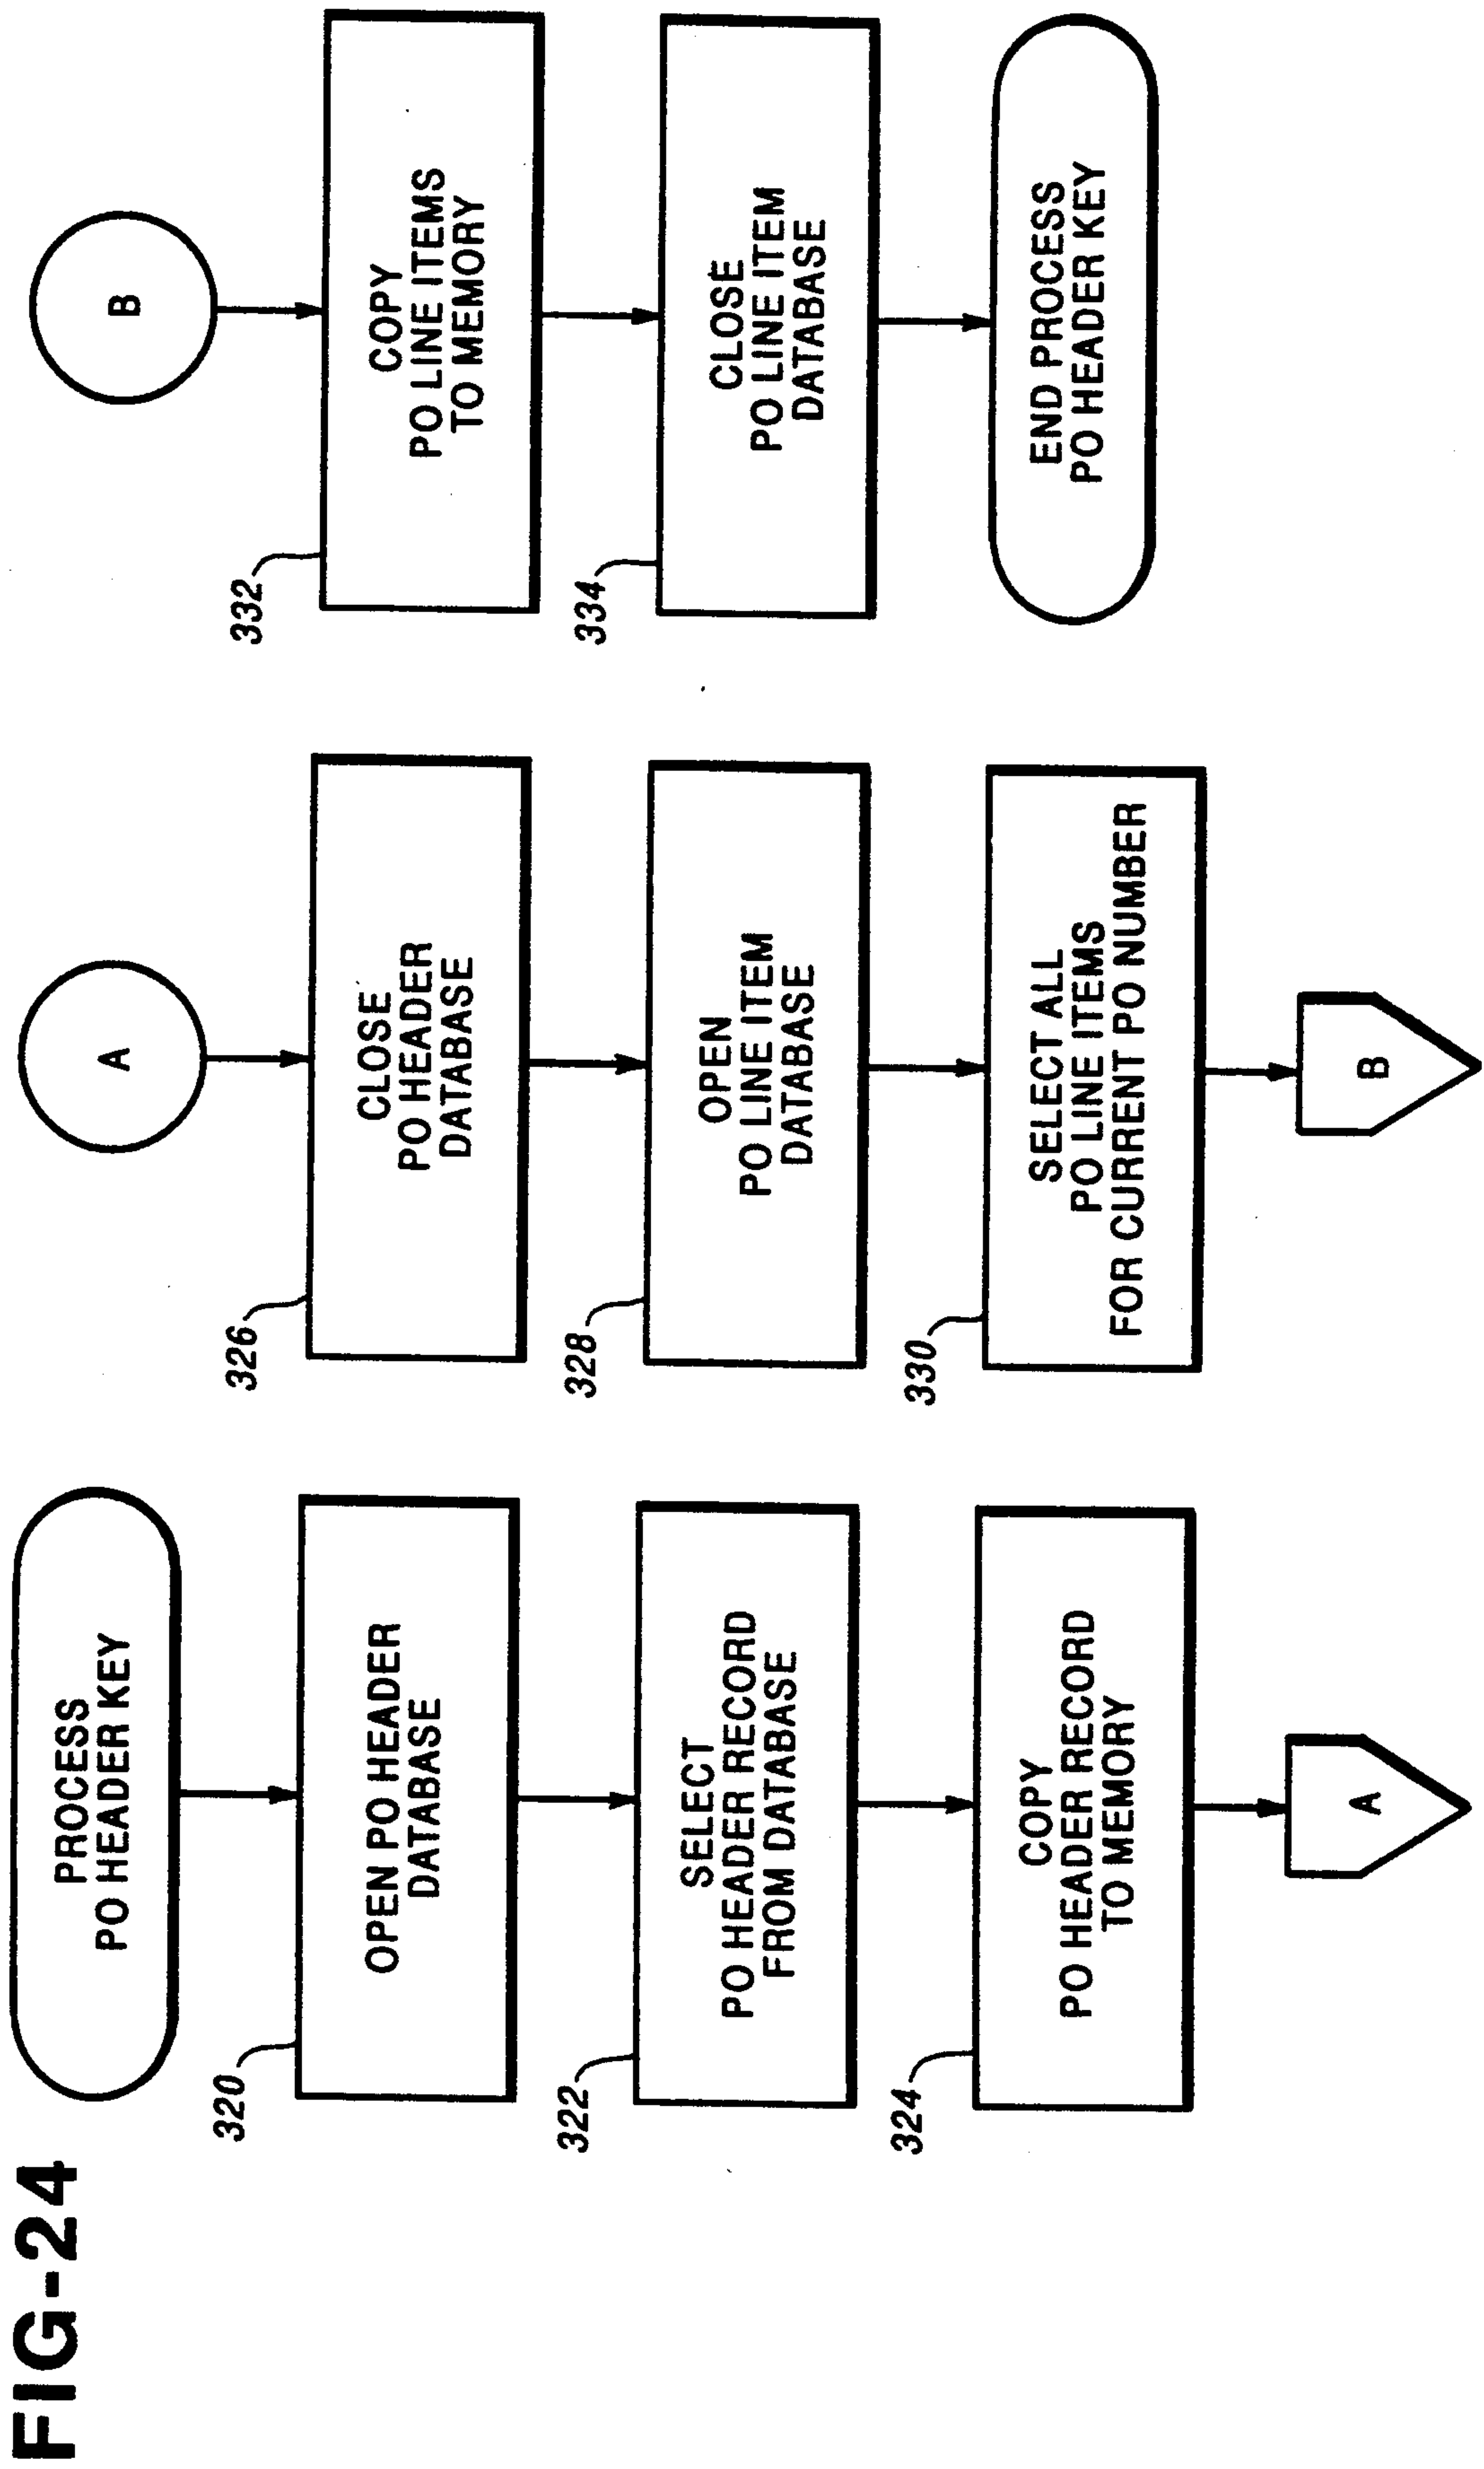 FIG-24
PROCESS
PO HEADER KEY
320
OPEN PO HEADER
DATABASE
322
SELECT
PO HEADER RECORD
FROM DATABASE
324
COPY
PO HEADER RECORD
TO MEMORY
A
A
326
CLOSE
PO HEADER
DATABASE
328
OPEN
PO LINE ITEM
DATABASE
330
SELECT ALL
PO LINE ITEMS
FOR CURRENT PO NUMBER
B
B
332
COPY
PO LINE ITEMS
TO MEMORY
334
CLOSE
PO LINE ITEM
DATABASE
END PROCESS
PO HEADER KEY